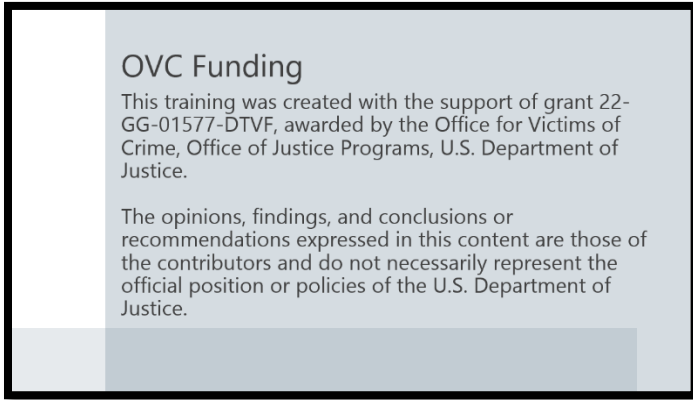 OVC Funding
This training was created with the support of grant 22-
GG-01577-DTVF, awarded by the Office for Victims of
Crime, Office of Justice Programs, U.S. Department of
Justice.
The opinions, findings, and conclusions or
recommendations expressed in this content are those of
the contributors and do not necessarily represent the
official position or policies of the U.S. Department of
Justice.